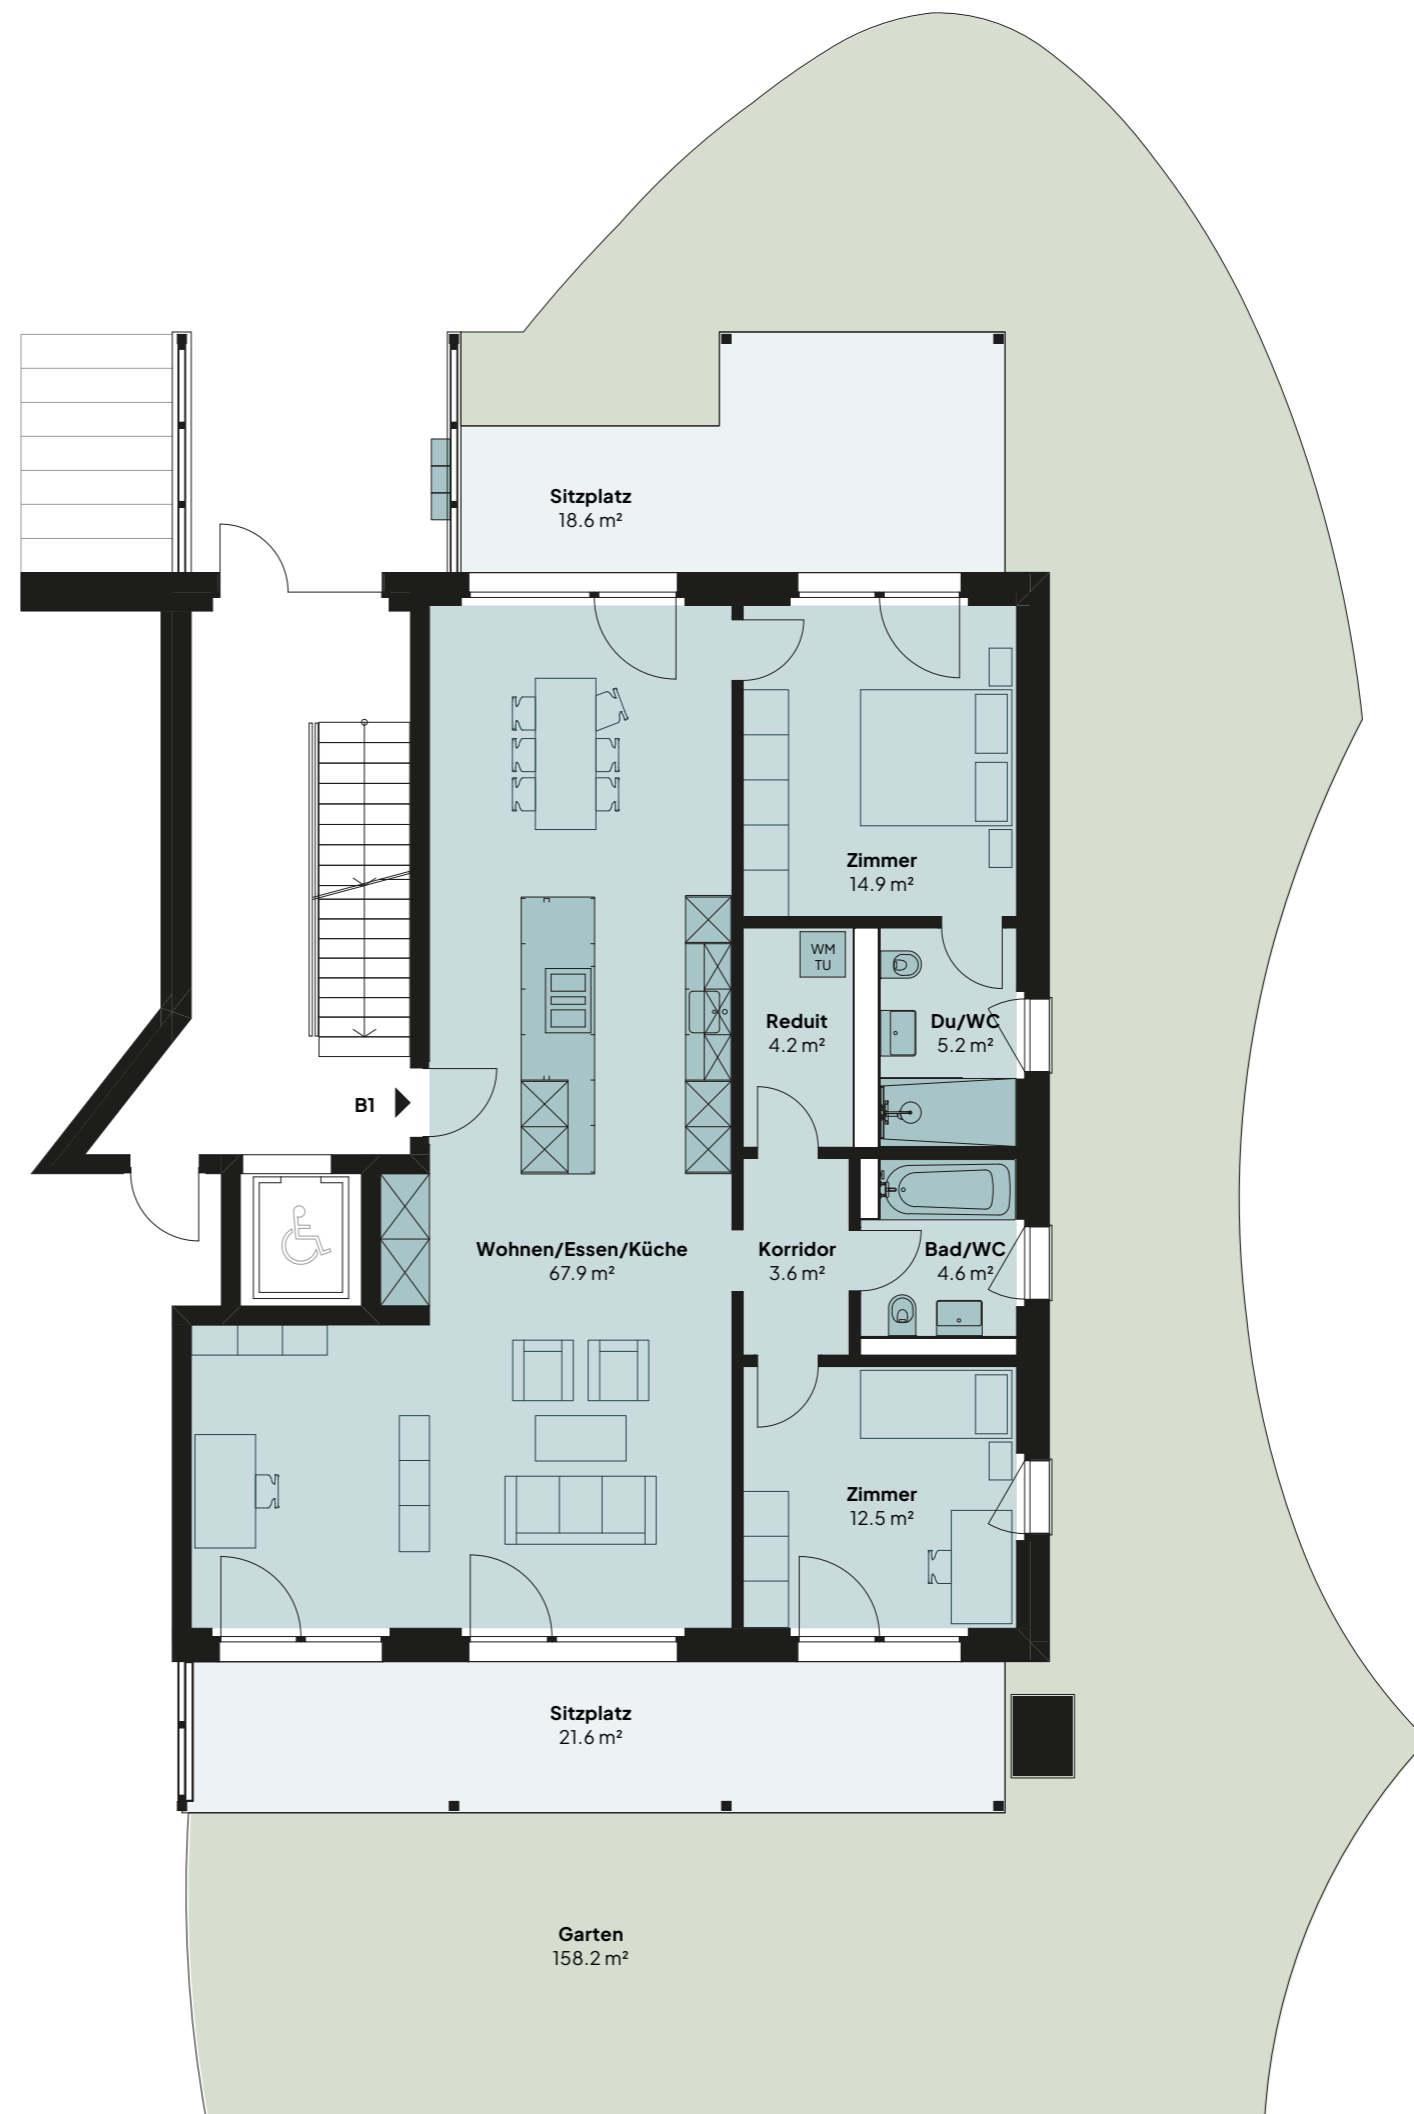 Sitzplatz
18.6 m²
Zimmer
14.9 m²
WM
TU
Reduit
4.2 m²
Du/WC
5.2 m²
B1
Wohnen/Essen/Küche
67.9 m²
Korridor
3.6 m²
Bad/WC
4.6 m²
Zimmer
12.5 m²
Sitzplatz
21.6 m²
Garten
158.2 m²